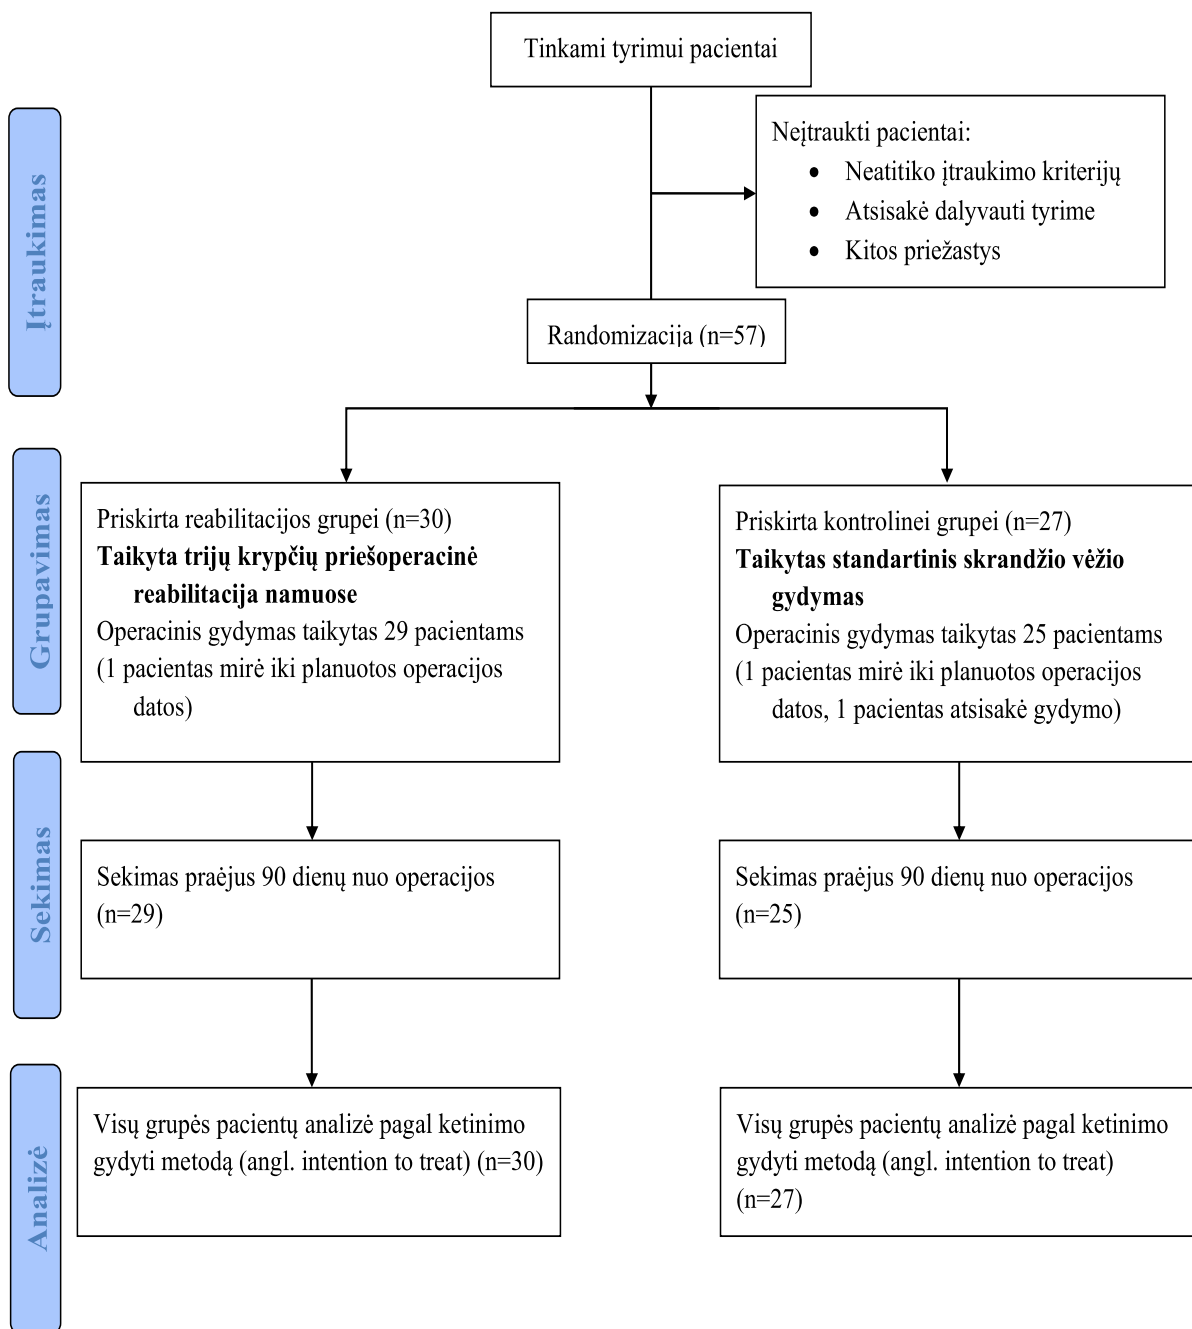 Tinkami tyrimui pacientai
Įtraukimas
Neįtraukti pacientai:
• Neatitiko įtraukimo kriterijų
• Atsisakė dalyvauti tyrime
• Kitos priežastys
Randomizacija (n=57)
Grupavimas
Priskirta reabilitacijos grupei (n=30)
Taikyta trijų krypčių priešoperacinė
reabilitacija namuose
Operacinis gydymas taikytas 29 pacientams
(1 pacientas mirė iki planuotos operacijos
datos)
Priskirta kontrolinei grupei (n=27)
Taikytas standartinis skrandžio vėžio
gydymas
Operacinis gydymas taikytas 25 pacientams
(1 pacientas mirė iki planuotos operacijos
datos, 1 pacientas atsisakė gydymo)
Sekimas
Sekimas praėjus 90 dienų nuo operacijos
(n=29)
Sekimas praėjus 90 dienų nuo operacijos
(n=25)
Analizė
Visų grupės pacientų analizė pagal ketinimo
gydyti metodą (angl. intention to treat) (n=30)
Visų grupės pacientų analizė pagal ketinimo
gydyti metodą (angl. intention to treat)
(n=27)